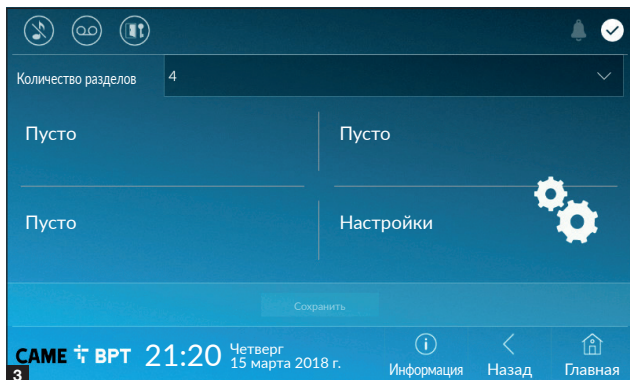 Количество разделов 4
Пусто Пусто
Пусто Настройки
Сохранить
CAME BPT 21:20 Четверг
15 марта 2018 г.
Информация Назад Главная
3